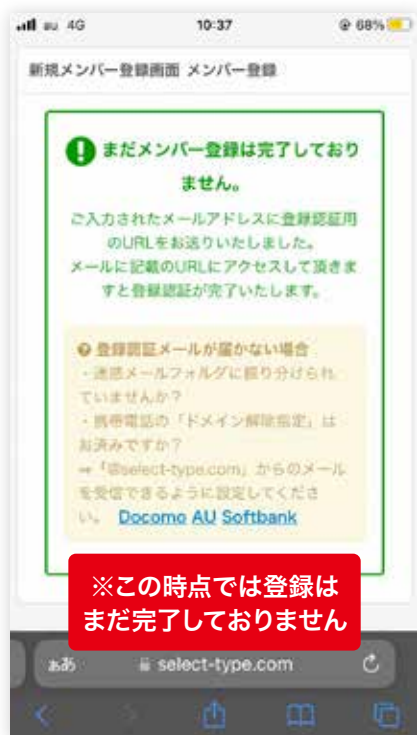 au 4G 10:37 68%
新規メンバー登録画面 メンバー登録
まだメンバー登録は完了しており
ません。
ご入力されたメールアドレスに登録認証用
のURLをお送りいたしました。
メールに記載のURLにアクセスして頂きま
すと登録認証が完了いたします。
登録認証メールが届かない場合
・迷惑メールフォルダに振り分けられ
ていませんか?
・携帯電話の「ドメイン解除指定」は
お済みですか?
⇒「@select-type.com」からのメール
を受信できるように設定してくださ
い。 Docomo AU Softbank
※この時点では登録は
まだ完了しておりません
ぁあ select-type.com